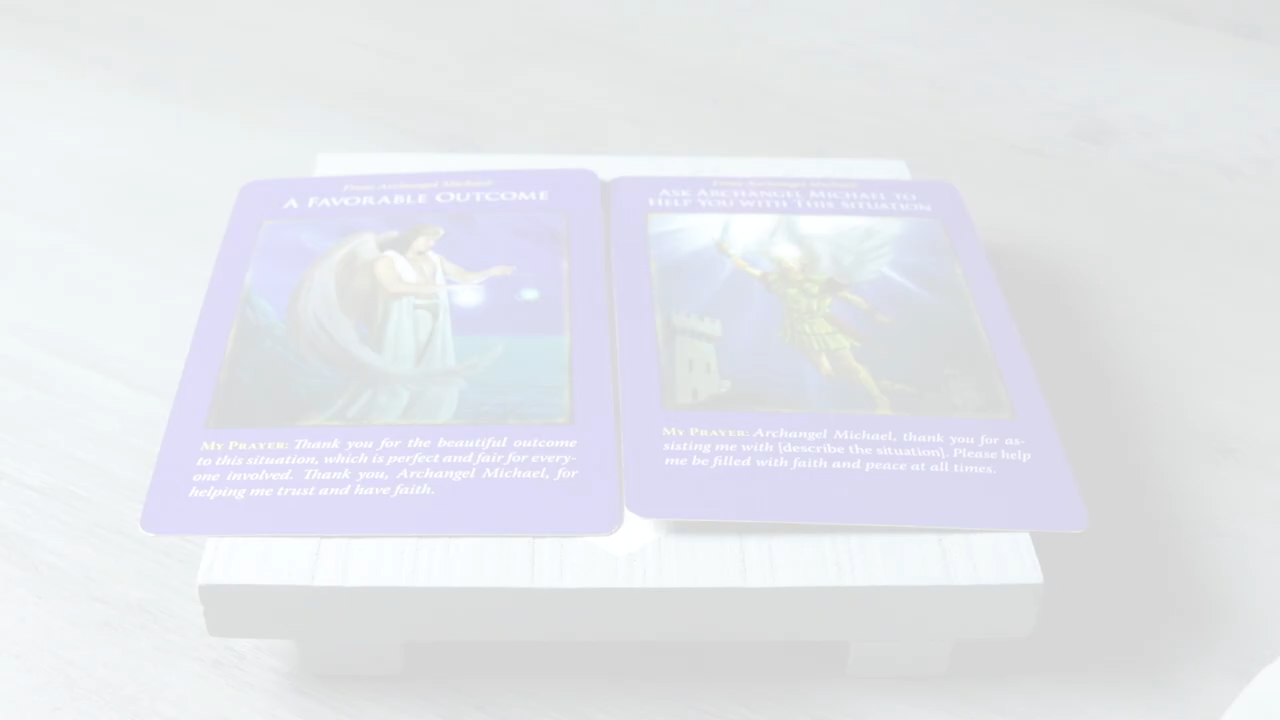 From Archangel Michael:
A Favorable Outcome
My Prayer: Thank you for the beautiful outcome
to this situation, which is perfect and fair for every-
one involved. Thank you, Archangel Michael, for
helping me trust and have faith.
From Archangel Michael:
Ask Archangel Michael to
Help You with This Situation
My Prayer: Archangel Michael, thank you for as-
sisting me with [describe the situation]. Please help
me be filled with faith and peace at all times.